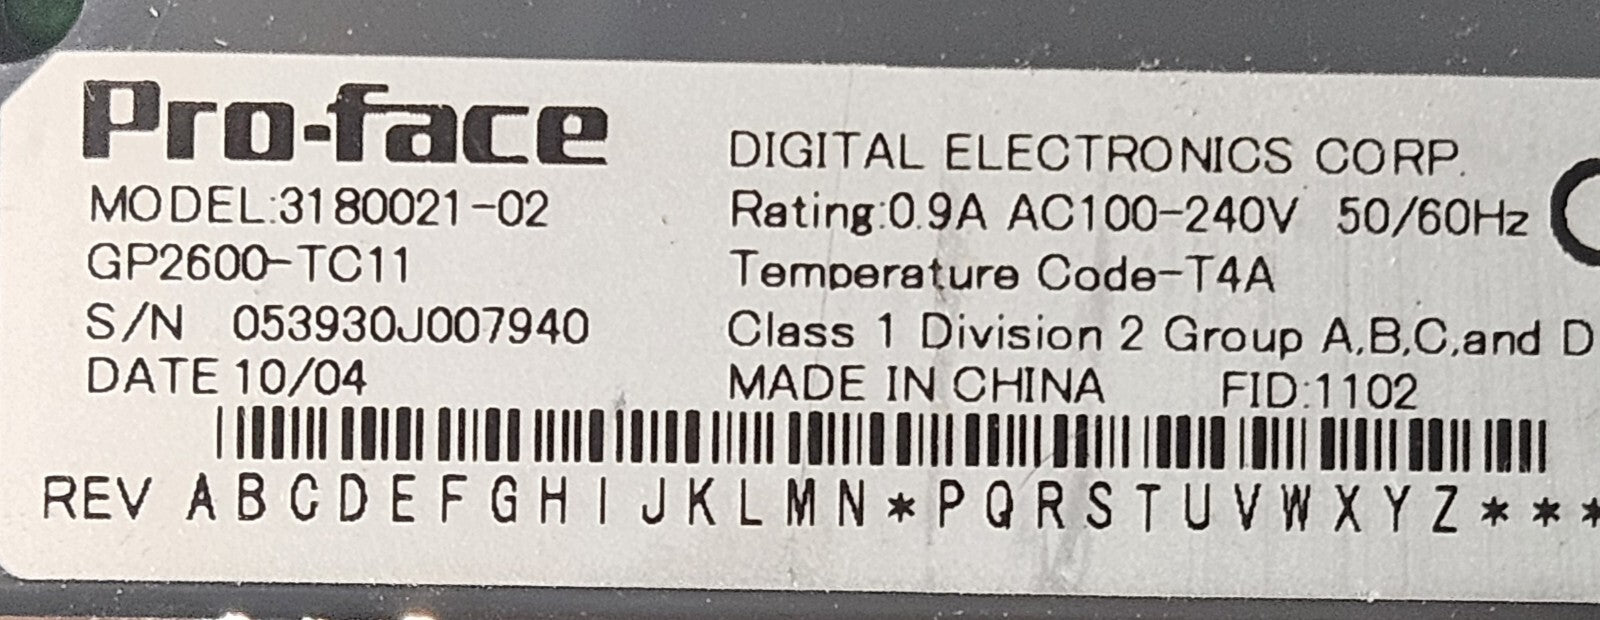 Pro-face
MODEL:3180021-02
GP2600-TC11
S/N 053930J007940
DATE 10/04
DIGITAL ELECTRONICS CORP.
Rating:0.9A AC100-240V 50/60Hz
Temperature Code-T4A
Class 1 Division 2 Group A,B,C,and D
MADE IN CHINA FID:1102
REV A B C D E F G H I J K L M N * P Q R S T U V W X Y Z * * *